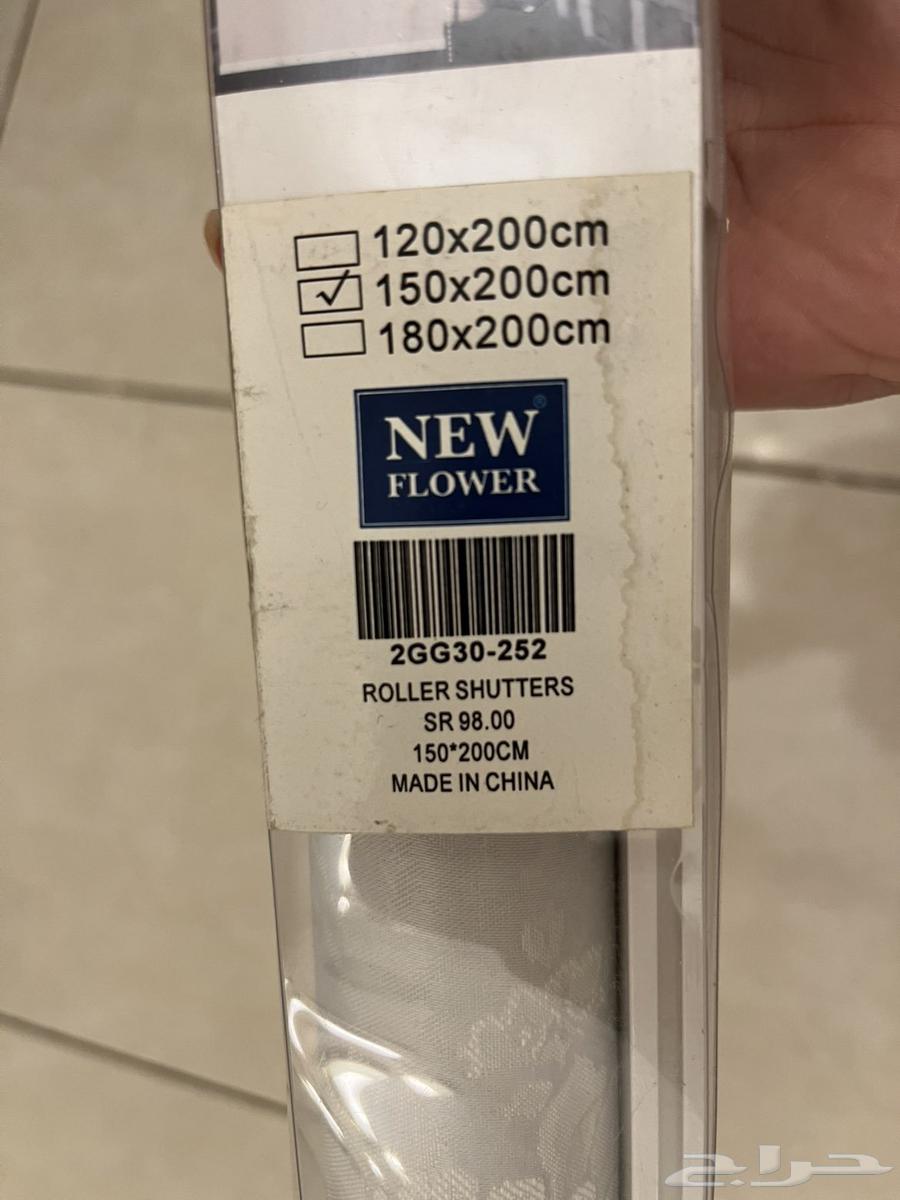 120x200cm
✓ 150x200cm
180x200cm
NEW ®
FLOWER
2GG30-252
ROLLER SHUTTERS
SR 98.00
150*200CM
MADE IN CHINA
حراج